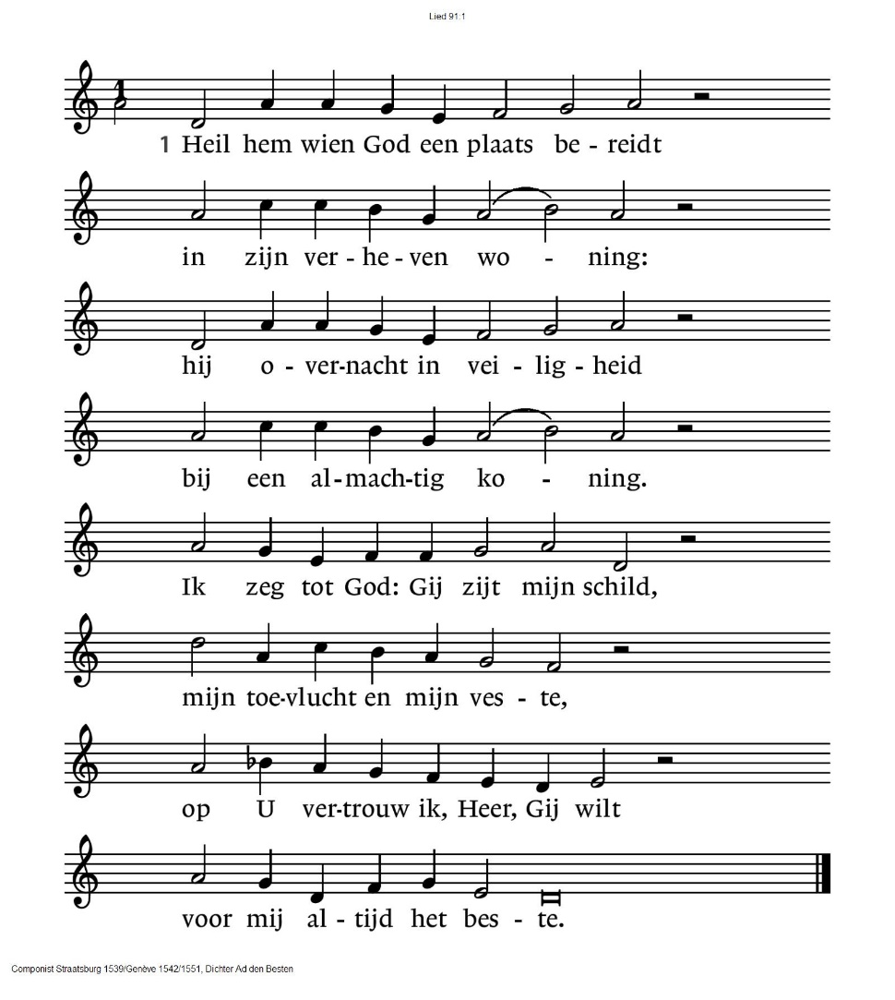 Lied 91:1
1
1 Heil hem wien God een plaats be - reidt
in zijn ver - he - ven wo - ning:
hij o - ver-nacht in vei - lig - heid
bij een al-mach-tig ko - ning.
Ik zeg tot God: Gij zijt mijn schild,
mijn toe-vlucht en mijn ves - te,
op U ver-trouw ik, Heer, Gij wilt
voor mij al - tijd het bes - te.
Componist Straatsburg 1539/Genève 1542/1551, Dichter Ad den Besten